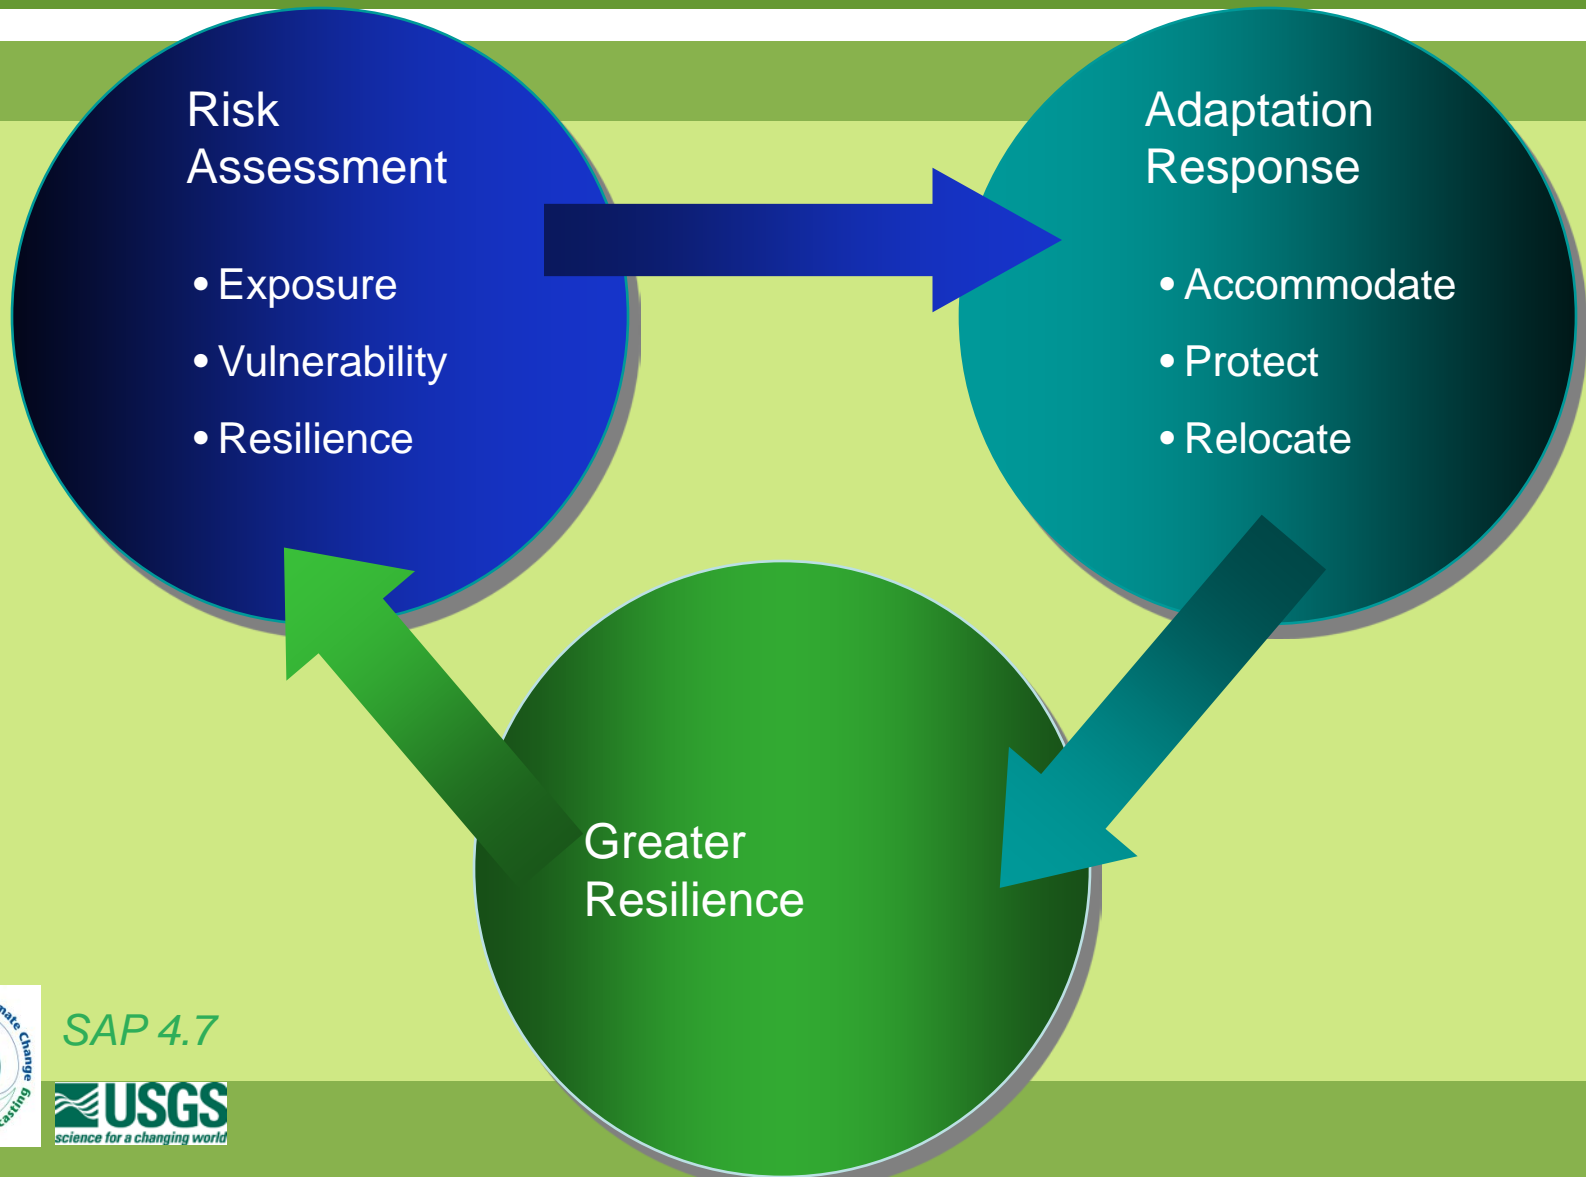 Risk
Assessment
• Exposure
• Vulnerability
• Resilience
Adaptation
Response
• Accommodate
• Protect
• Relocate
Greater
Resilience
SAP 4.7
Change
USGS
science for a changing world